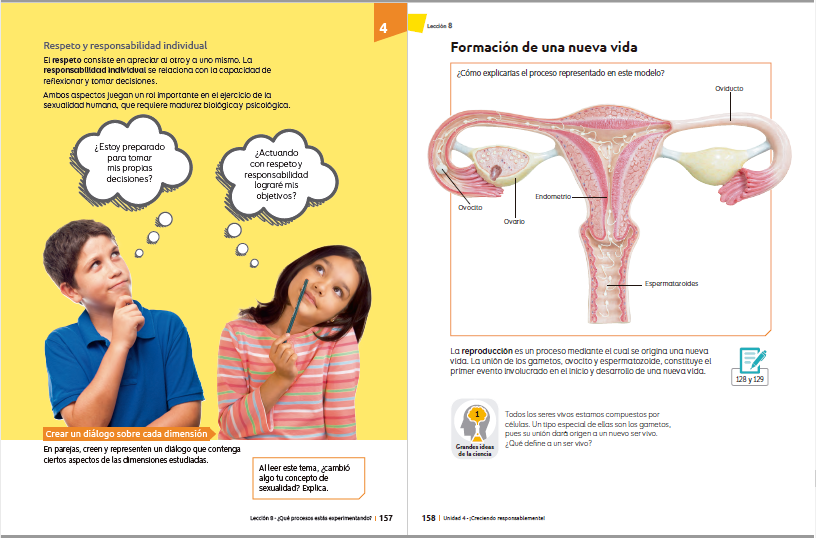 4
Respeto y responsabilidad individual
El respeto consiste en apreciar al otro y a uno mismo. La
responsabilidad individual se relaciona con la capacidad de
reflexionar y tomar decisiones.
Ambos aspectos juegan un rol importante en el ejercicio de la
sexualidad humana, que requiere madurez biológica y psicológica.
¿Estoy preparado
para tomar
mis propias
decisiones?
¿Actuando
con respeto y
responsabilidad
lograré mis
objetivos?
Crear un diálogo sobre cada dimensión
En parejas, creen y representen un diálogo que contenga
ciertos aspectos de las dimensiones estudiadas.
Al leer este tema, ¿cambió
algo tu concepto de
sexualidad? Explica.
Lección 8 - ¿Qué procesos estás experimentando? | 157
Lección 8
Formación de una nueva vida
¿Cómo explicarías el proceso representado en este modelo?
Oviducto
Endometrio
Ovocito
Ovario
Espermatozoides
La reproducción es un proceso mediante el cual se origina una nueva
vida. La unión de los gametos, ovocito y espermatozoide, constituye el
primer evento involucrado en el inicio y desarrollo de una nueva vida.
128 y 129
1
Grandes ideas
de la ciencia
Todos los seres vivos estamos compuestos por
células. Un tipo especial de ellas son los gametos,
pues su unión dará origen a un nuevo ser vivo.
¿Qué define a un ser vivo?
158 | Unidad 4 - ¡Creciendo responsablemente!